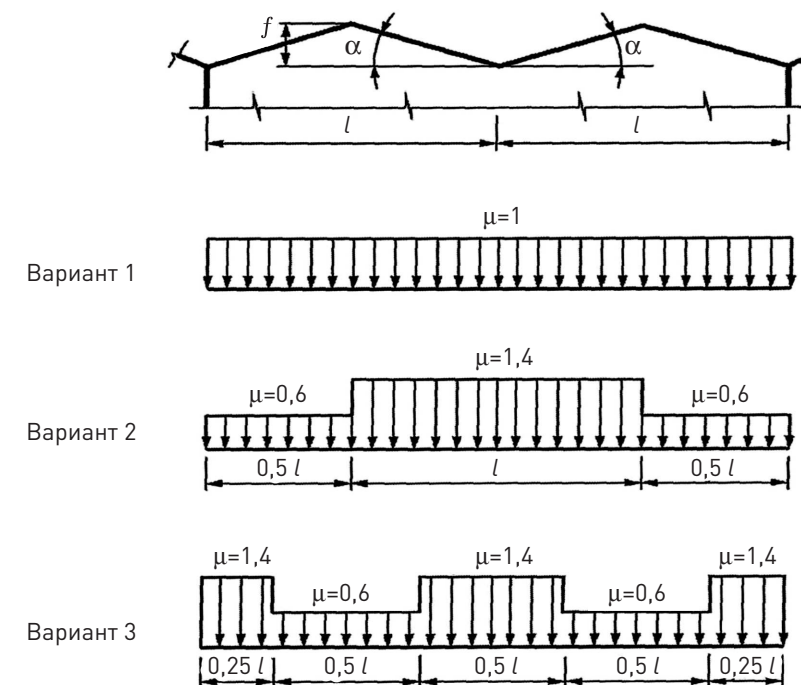 f α α
l l
μ=1
Вариант 1
μ=1,4
μ=0,6 μ=0,6
Вариант 2
0,5 l l 0,5 l
μ=1,4 μ=1,4 μ=1,4
μ=0,6 μ=0,6
Вариант 3
0,25 l 0,5 l 0,5 l 0,5 l 0,25 l